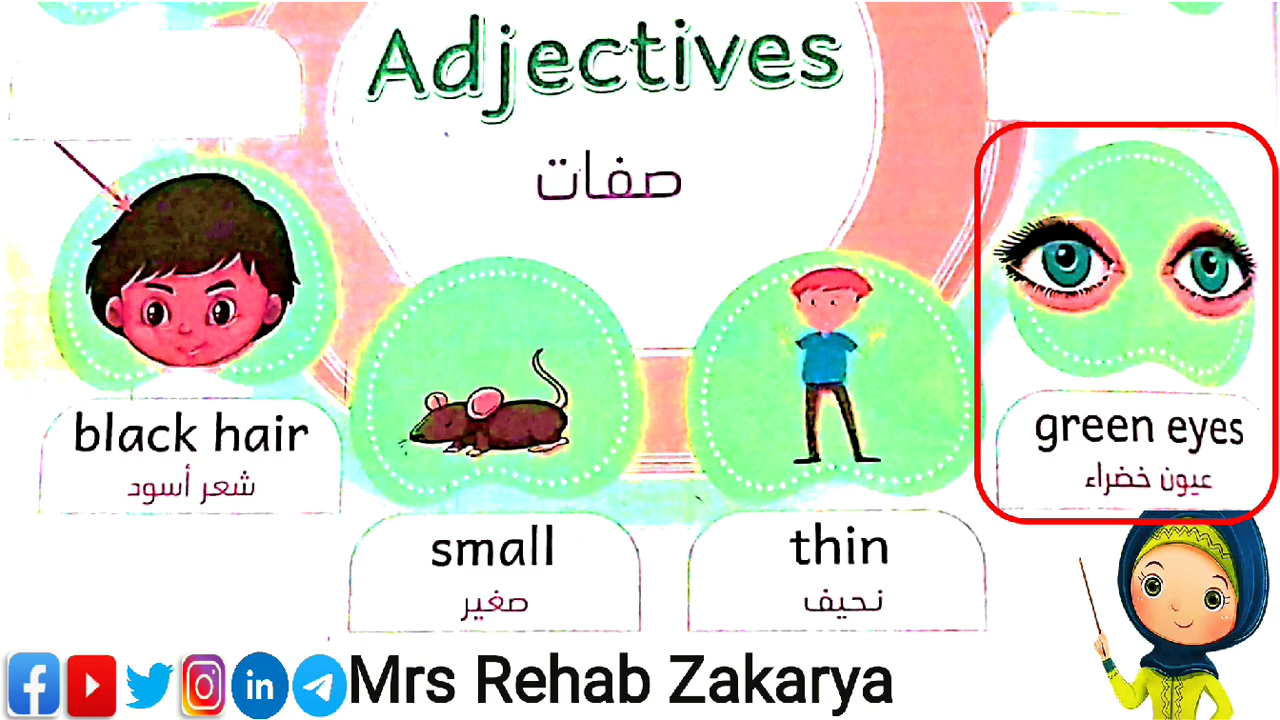 Adjectives
صفات
black hair
شعر أسود
small
صغير
thin
نحيف
green eyes
عيون خضراء
Mrs Rehab Zakarya